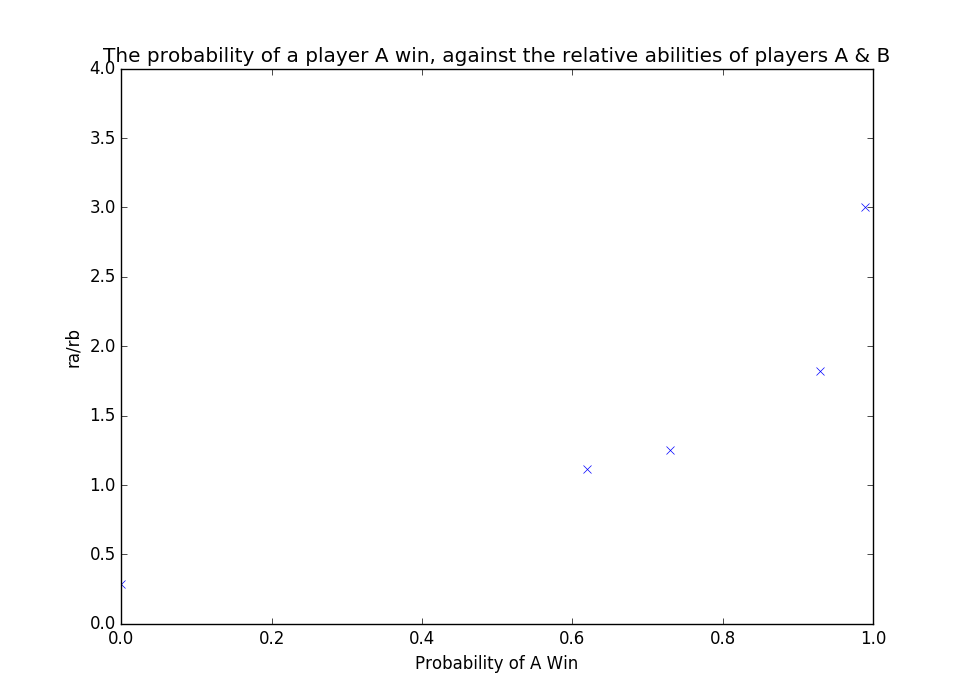 The probability of a player A win, against the relative abilities of players A & B
4.0
3.5
3.0
2.5
2.0
1.5
1.0
0.5
0.0
ra/rb
0.0 0.2 0.4 0.6 0.8 1.0
Probability of A Win